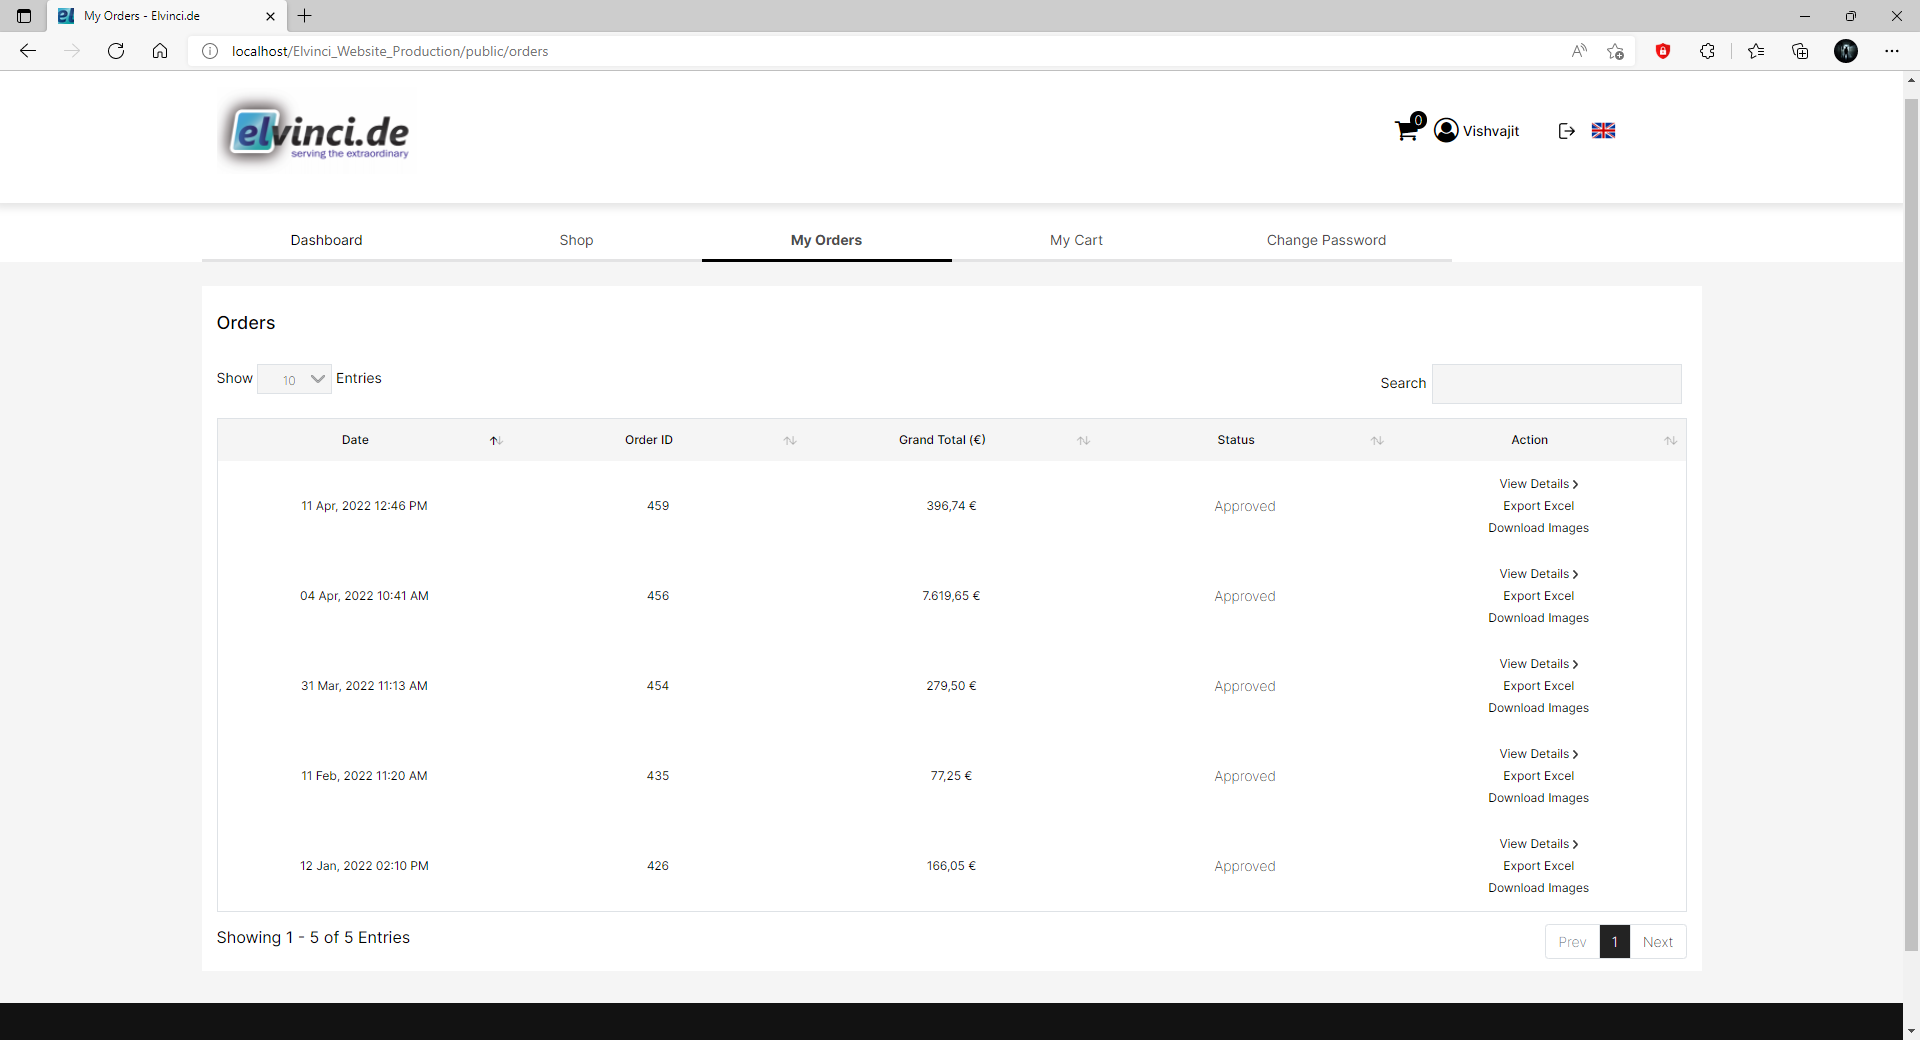 My Orders - Elvinci.de
localhost/Elvinci_Website_Production/public/orders
elvinci.de
serving the extraordinary
0
Vishvajit
Dashboard Shop My Orders My Cart Change Password
Orders
Show 10 Entries
Search
Date Order ID Grand Total (€) Status Action
11 Apr, 2022 12:46 PM 459 396,74 € Approved View Details
Export Excel
Download Images
04 Apr, 2022 10:41 AM 456 7.619,65 € Approved View Details
Export Excel
Download Images
31 Mar, 2022 11:13 AM 454 279,50 € Approved View Details
Export Excel
Download Images
11 Feb, 2022 11:20 AM 435 77,25 € Approved View Details
Export Excel
Download Images
12 Jan, 2022 02:10 PM 426 166,05 € Approved View Details
Export Excel
Download Images
Showing 1 - 5 of 5 Entries
Prev 1 Next